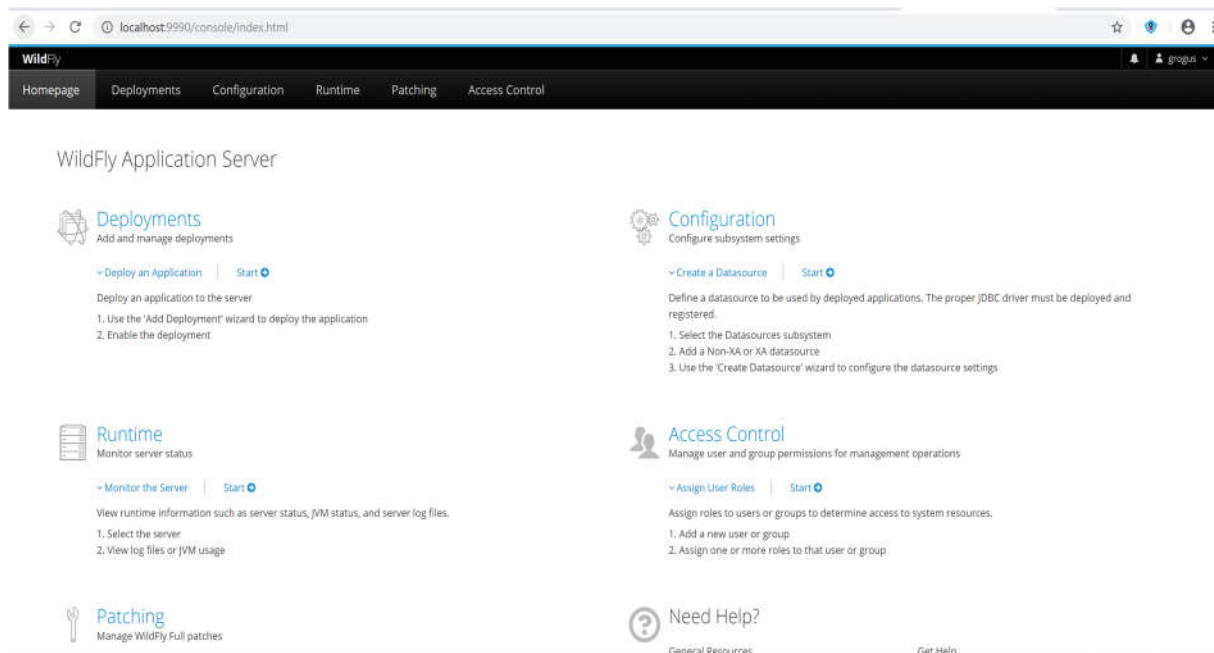 localhost:9990/console/index.html
WildFly
grogus
Homepage Deployments Configuration Runtime Patching Access Control
WildFly Application Server
Deployments
Add and manage deployments
Deploy an Application Start
Deploy an application to the server
1. Use the 'Add Deployment' wizard to deploy the application
2. Enable the deployment
Configuration
Configure subsystem settings
Create a Datasource Start
Define a datasource to be used by deployed applications. The proper JDBC driver must be deployed and
registered.
1. Select the Datasources subsystem
2. Add a Non-XA or XA datasource
3. Use the 'Create Datasource' wizard to configure the datasource settings
Runtime
Monitor server status
Monitor the Server Start
View runtime information such as server status, JVM status, and server log files.
1. Select the server
2. View log files or JVM usage
Access Control
Manage user and group permissions for management operations
Assign User Roles Start
Assign roles to users or groups to determine access to system resources.
1. Add a new user or group
2. Assign one or more roles to that user or group
Patching
Manage WildFly Full patches
Need Help?
General Resources Get Help